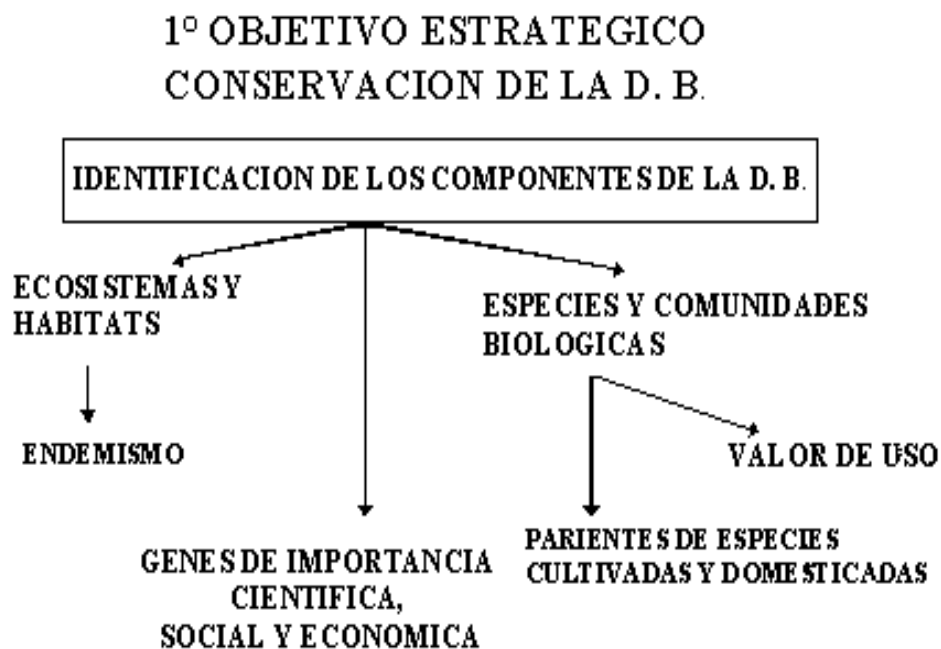 1º OBJETIVO ESTRATEGICO
CONSERVACION DE LA D. B.
IDENTIFICACION DE LOS COMPONENTES DE LA D. B.
ECOSISTEMAS Y
HABITATS
ESPECIES Y COMUNIDADES
BIOLOGICAS
ENDEMISMO
VALOR DE USO
GENES DE IMPORTANCIA
CIENTIFICA,
SOCIAL Y ECONOMICA
PARIENTES DE ESPECIES
CULTIVADAS Y DOMESTICADAS